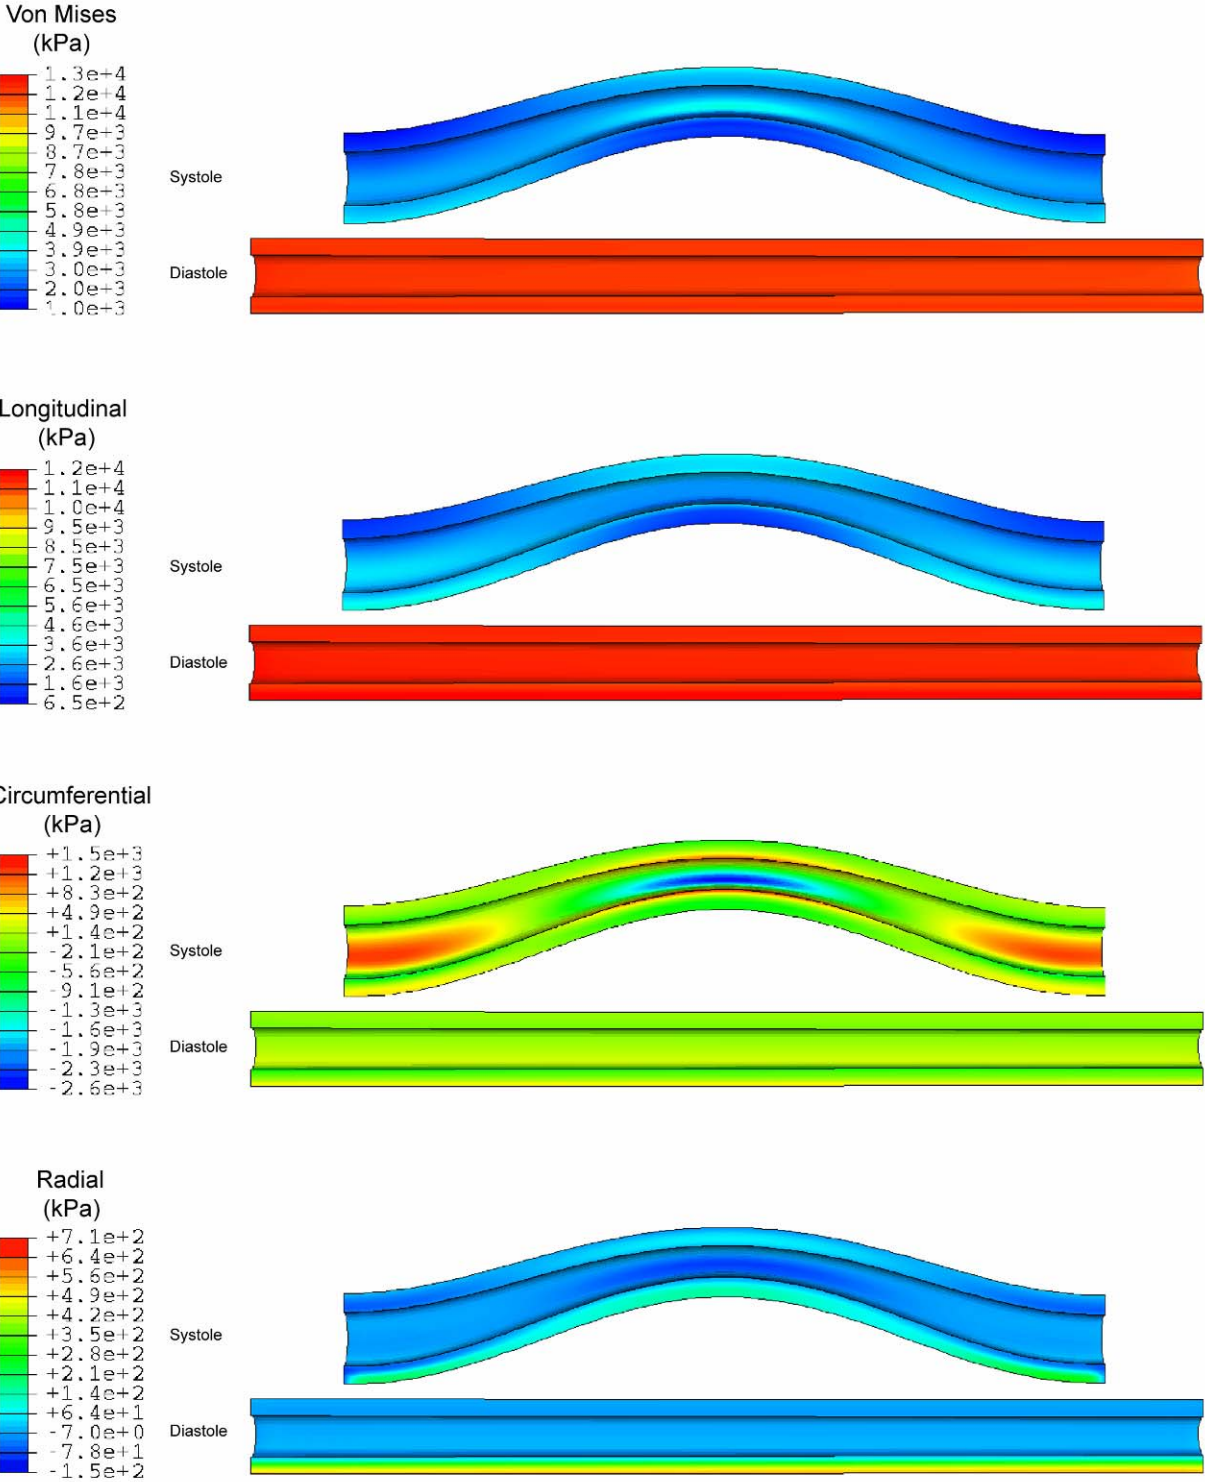 Von Mises
(kPa)
1.3e+4
1.2e+4
1.1e+4
9.7e+3
8.7e+3
7.8e+3
6.8e+3
5.8e+3
4.9e+3
3.9e+3
3.0e+3
2.0e+3
1.0e+3
Systole
Diastole
Longitudinal
(kPa)
1.2e+4
1.1e+4
1.0e+4
9.5e+3
8.5e+3
7.5e+3
6.5e+3
5.6e+3
4.6e+3
3.6e+3
2.6e+3
1.6e+3
6.5e+2
Systole
Diastole
Circumferential
(kPa)
+1.5e+3
+1.2e+3
+8.3e+2
+4.9e+2
+1.4e+2
-2.1e+2
-5.6e+2
-9.1e+2
-1.3e+3
-1.6e+3
-1.9e+3
-2.3e+3
-2.6e+3
Systole
Diastole
Radial
(kPa)
+7.1e+2
+6.4e+2
+5.6e+2
+4.9e+2
+4.2e+2
+3.5e+2
+2.8e+2
+2.1e+2
+1.4e+2
+6.4e+1
-7.0e+0
-7.8e+1
-1.5e+2
Systole
Diastole